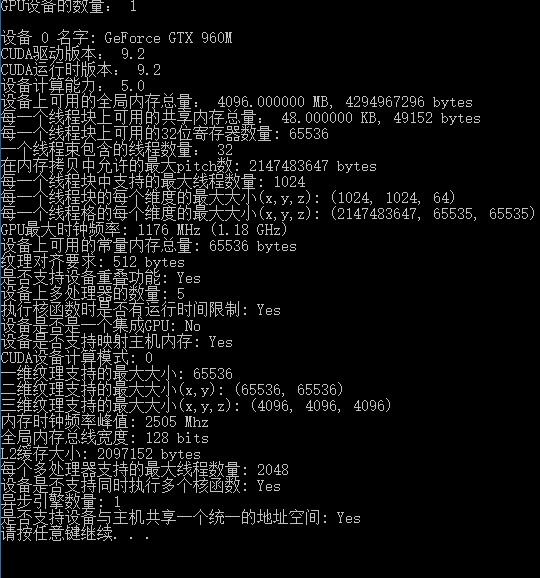 GPU设备的数量： 1
设备 0 名字: GeForce GTX 960M
CUDA驱动版本： 9.2
CUDA运行时版本： 9.2
设备计算能力： 5.0
设备上可用的全局内存总量： 4096.000000 MB, 4294967296 bytes
每一个线程块上可用的共享内存总量： 48.000000 KB, 49152 bytes
每一个线程块上可用的32位寄存器数量: 65536
一个线程束包含的线程数量： 32
在内存拷贝中允许的最大pitch数: 2147483647 bytes
每一个线程块中支持的最大线程数量: 1024
每一个线程块的每个维度的最大大小(x,y,z): (1024, 1024, 64)
每一个线程格的每个维度的最大大小(x,y,z): (2147483647, 65535, 65535)
GPU最大时钟频率: 1176 MHz (1.18 GHz)
设备上可用的常量内存总量: 65536 bytes
纹理对齐要求: 512 bytes
是否支持设备重叠功能: Yes
设备上多处理器的数量: 5
执行核函数时是否有运行时间限制: Yes
设备是否是一个集成GPU: No
设备是否支持映射主机内存: Yes
CUDA设备计算模式: 0
一维纹理支持的最大大小: 65536
二维纹理支持的最大大小(x,y): (65536, 65536)
三维纹理支持的最大大小(x,y,z): (4096, 4096, 4096)
内存时钟频率峰值: 2505 Mhz
全局内存总线宽度: 128 bits
L2缓存大小: 2097152 bytes
每个多处理器支持的最大线程数量: 2048
设备是否支持同时执行多个核函数: Yes
异步引擎数量: 1
是否支持设备与主机共享一个统一的地址空间: Yes
请按任意键继续. . .